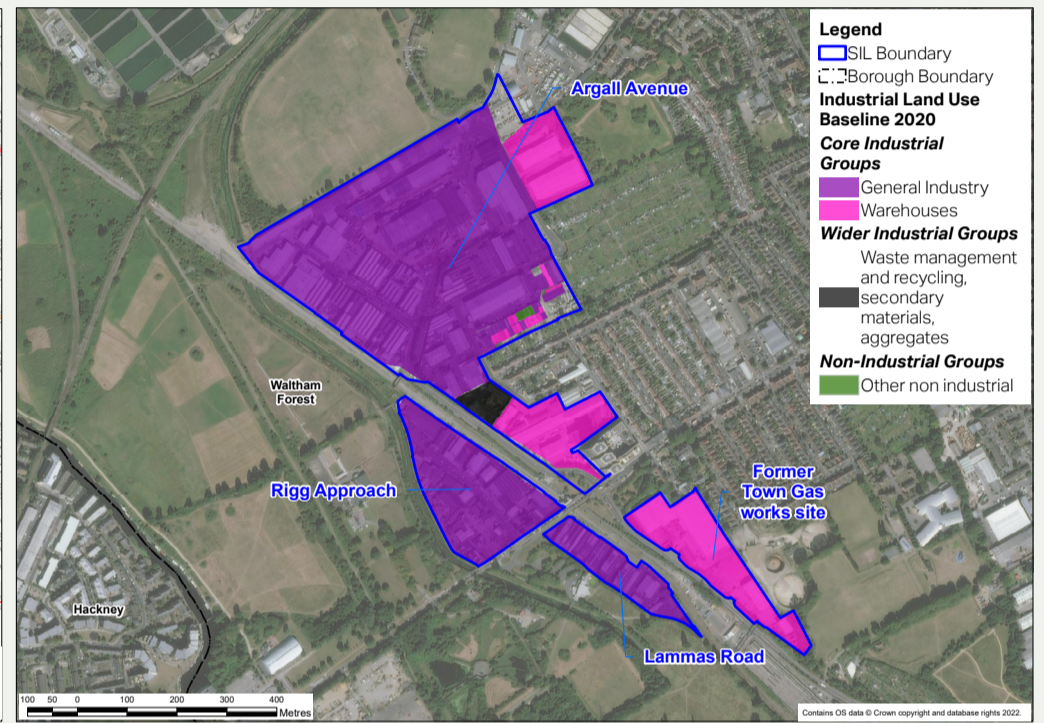 Legend
SIL Boundary
Borough Boundary
Industrial Land Use
Baseline 2020
Core Industrial
Groups
General Industry
Warehouses
Wider Industrial Groups
Waste management
and recycling,
secondary
materials,
aggregates
Non-Industrial Groups
Other non industrial
Argall Avenue
Waltham
Forest
Rigg Approach
Former
Town Gas
works site
Hackney
Lammas Road
100 50 0 100 200 300 400
Metres
Contains OS data © Crown copyright and database rights 2022.